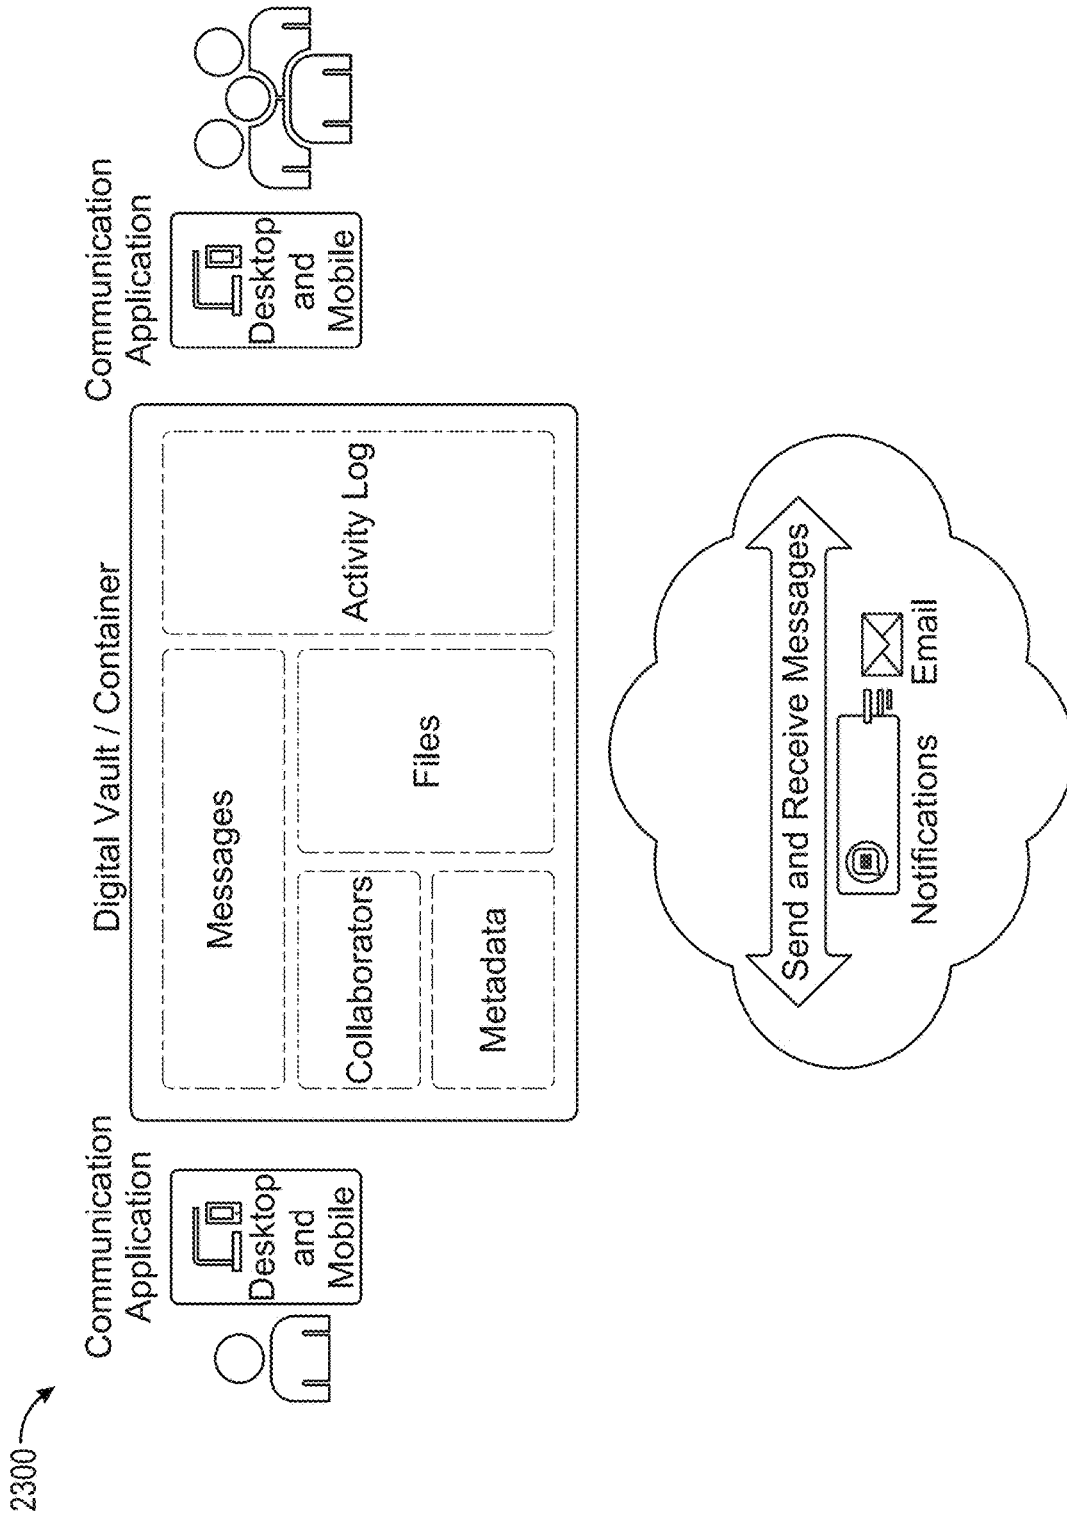 2300
Communication
Application
Desktop
and
Mobile
Digital Vault / Container
Messages
Collaborators
Metadata
Files
Activity Log
Communication
Application
Desktop
and
Mobile
Send and Receive Messages
Notifications
Email